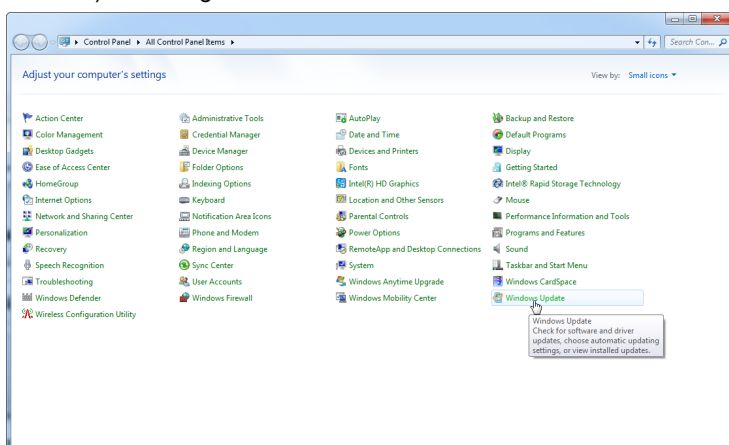 Control Panel ▸ All Control Panel Items ▸ Search Con...
Adjust your computer's settings View by: Small icons
Action Center Administrative Tools AutoPlay Backup and Restore
Color Management Credential Manager Date and Time Default Programs
Desktop Gadgets Device Manager Devices and Printers Display
Ease of Access Center Folder Options Fonts Getting Started
HomeGroup Indexing Options Intel(R) HD Graphics Intel® Rapid Storage Technology
Internet Options Keyboard Location and Other Sensors Mouse
Network and Sharing Center Notification Area Icons Parental Controls Performance Information and Tools
Personalization Phone and Modem Power Options Programs and Features
Recovery Region and Language RemoteApp and Desktop Connections Sound
Speech Recognition Sync Center System Taskbar and Start Menu
Troubleshooting User Accounts Windows Anytime Upgrade Windows CardSpace
Windows Defender Windows Firewall Windows Mobility Center Windows Update
Wireless Configuration Utility
Windows Update
Check for software and driver
updates, choose automatic updating
settings, or view installed updates.